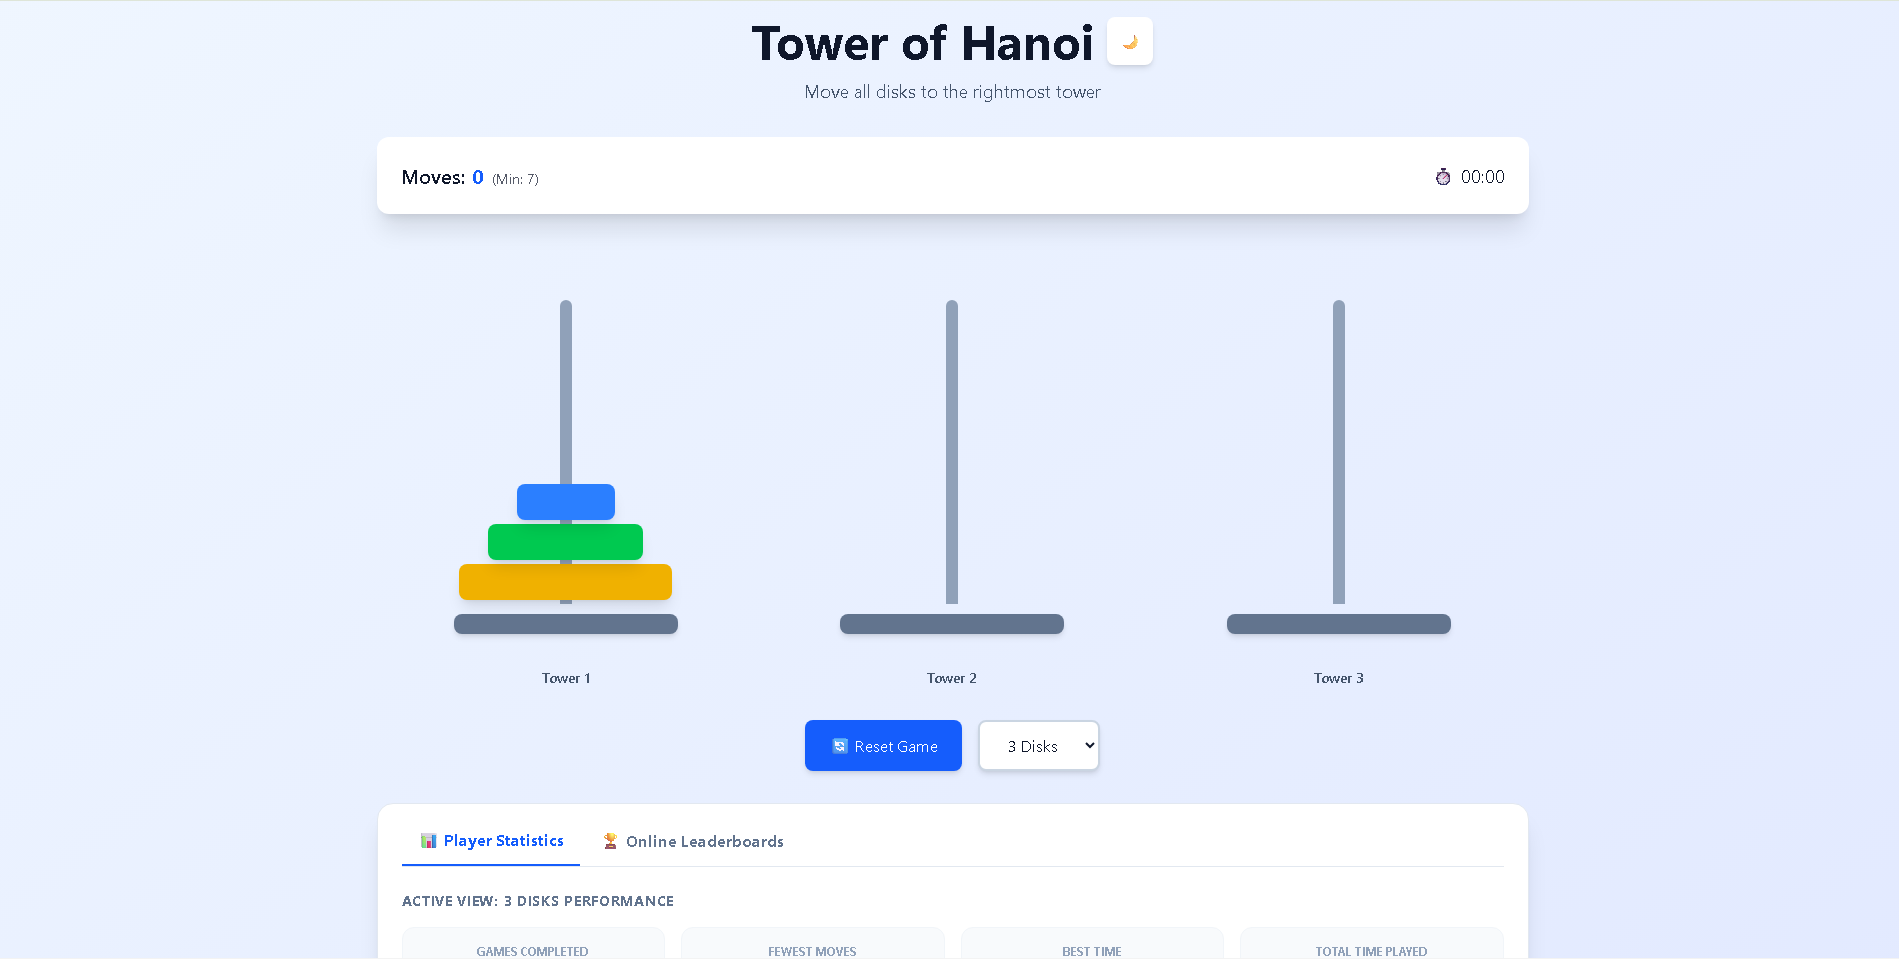 Tower of Hanoi
Move all disks to the rightmost tower
Moves: 0 (Min: 7)
00:00
Tower 1
Tower 2
Tower 3
Reset Game
3 Disks
Player Statistics
Online Leaderboards
ACTIVE VIEW: 3 DISKS PERFORMANCE
GAMES COMPLETED
FEWEST MOVES
BEST TIME
TOTAL TIME PLAYED